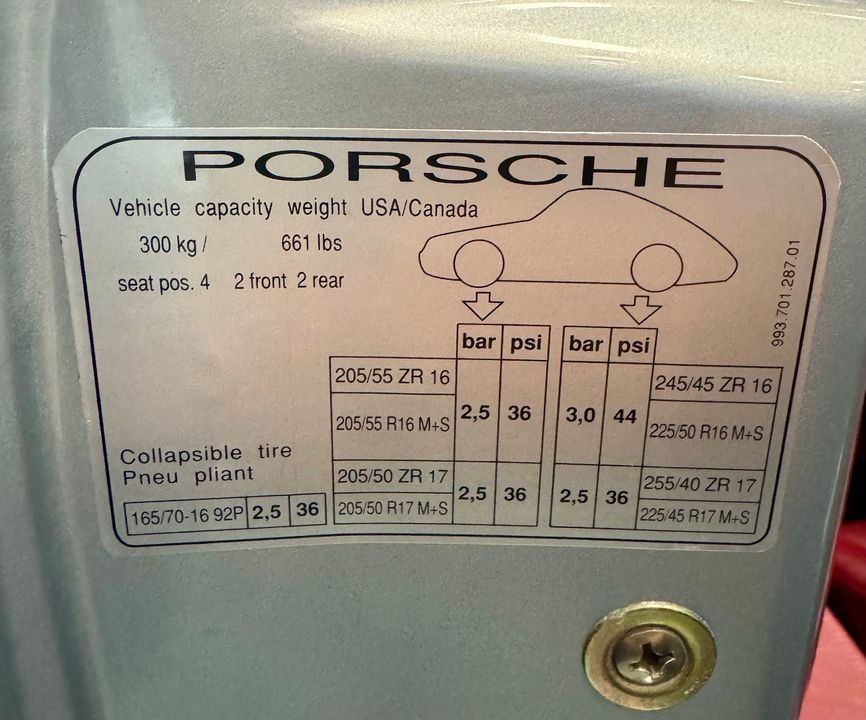 PORSCHE
Vehicle capacity weight USA/Canada
300 kg / 661 lbs
seat pos. 4 2 front 2 rear
993.701.287.01
bar psi bar psi
205/55 ZR 16 245/45 ZR 16
2,5 36 3,0 44
205/55 R16 M+S 225/50 R16 M+S
Collapsible tire
Pneu pliant
205/50 ZR 17 255/40 ZR 17
2,5 36 2,5 36
165/70-16 92P 2,5 36 205/50 R17 M+S 225/45 R17 M+S